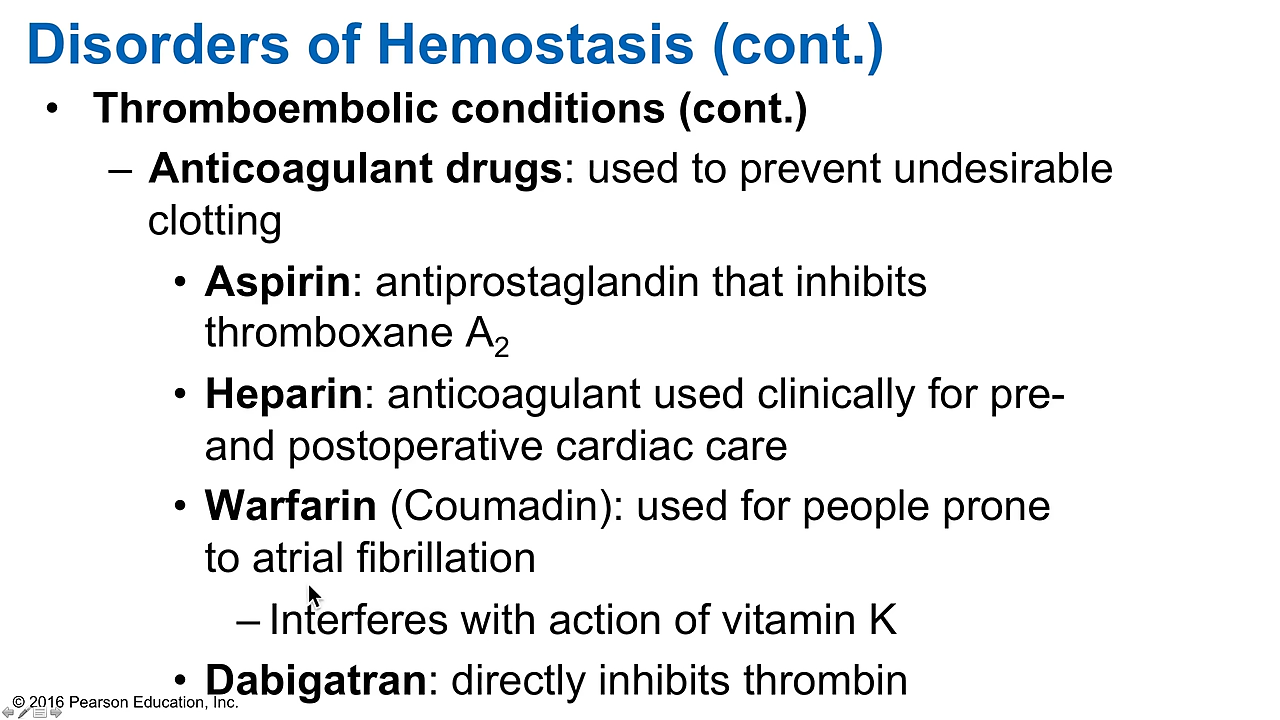 Disorders of Hemostasis (cont.)
• Thromboembolic conditions (cont.)
– Anticoagulant drugs: used to prevent undesirable
clotting
• Aspirin: antiprostaglandin that inhibits
thromboxane A₂
• Heparin: anticoagulant used clinically for pre-
and postoperative cardiac care
• Warfarin (Coumadin): used for people prone
to atrial fibrillation
– Interferes with action of vitamin K
• Dabigatran: directly inhibits thrombin
© 2016 Pearson Education, Inc.